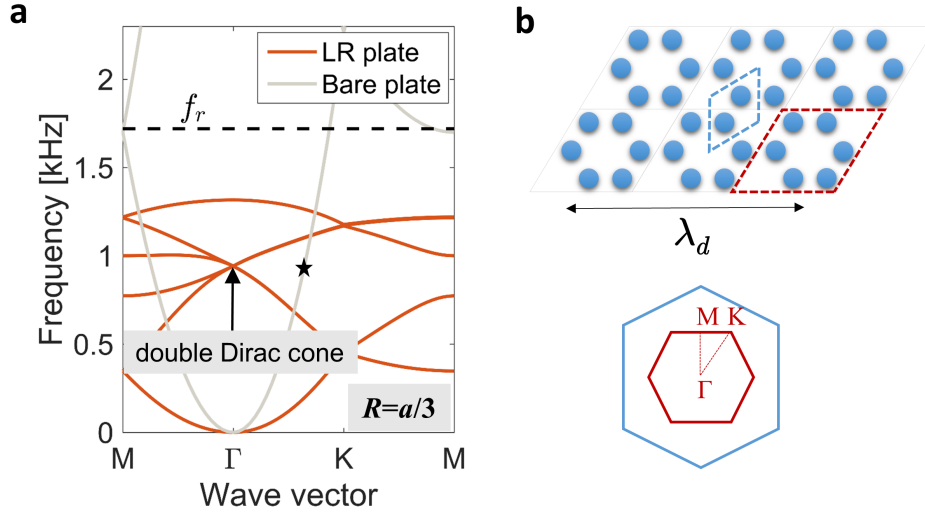 a
LR plate
Bare plate
f_r
2
1.5
1
0.5
0
Frequency [kHz]
double Dirac cone
R=a/3
M Γ K M
Wave vector
b
λ_d
M K
Γ